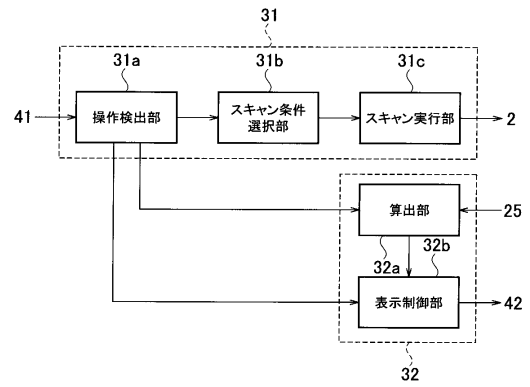 31
31a
31b
31c
41
操作検出部
スキャン条件
選択部
スキャン実行部
2
算出部
25
32a
32b
表示制御部
42
32